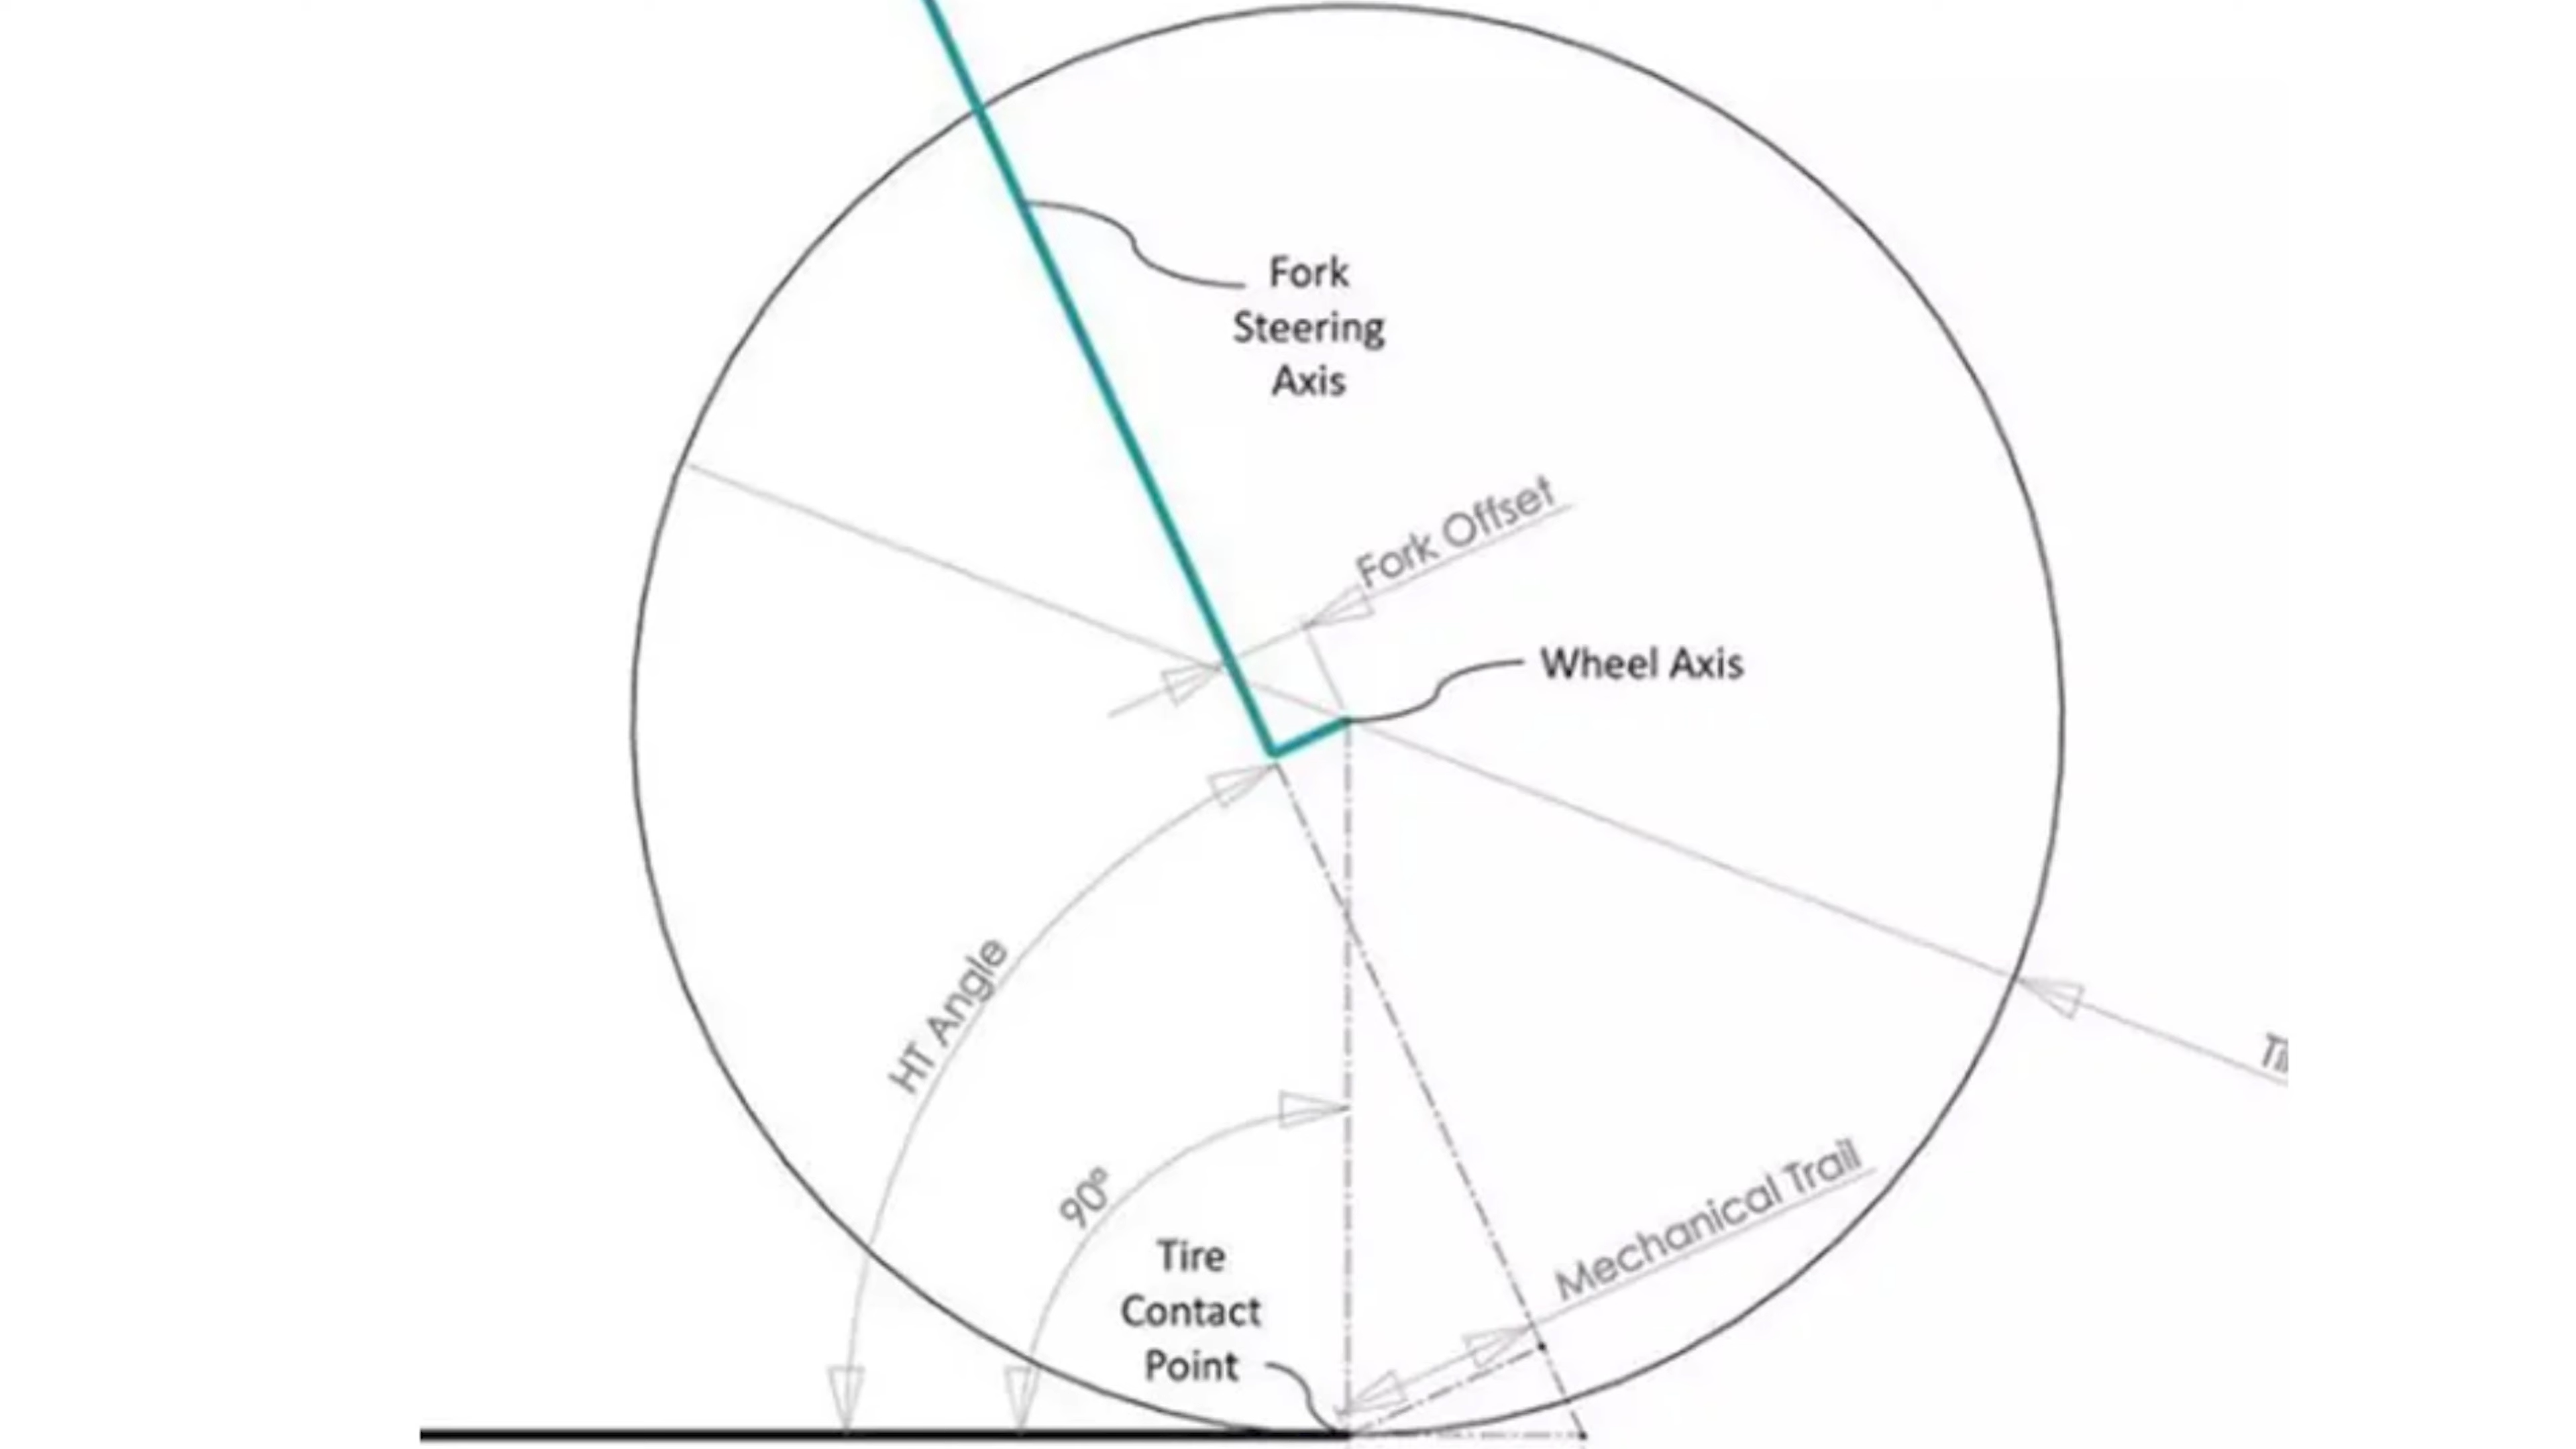 Fork
Steering
Axis
Fork Offset
Wheel Axis
HT Angle
90°
Tire
Contact
Point
Mechanical Trail